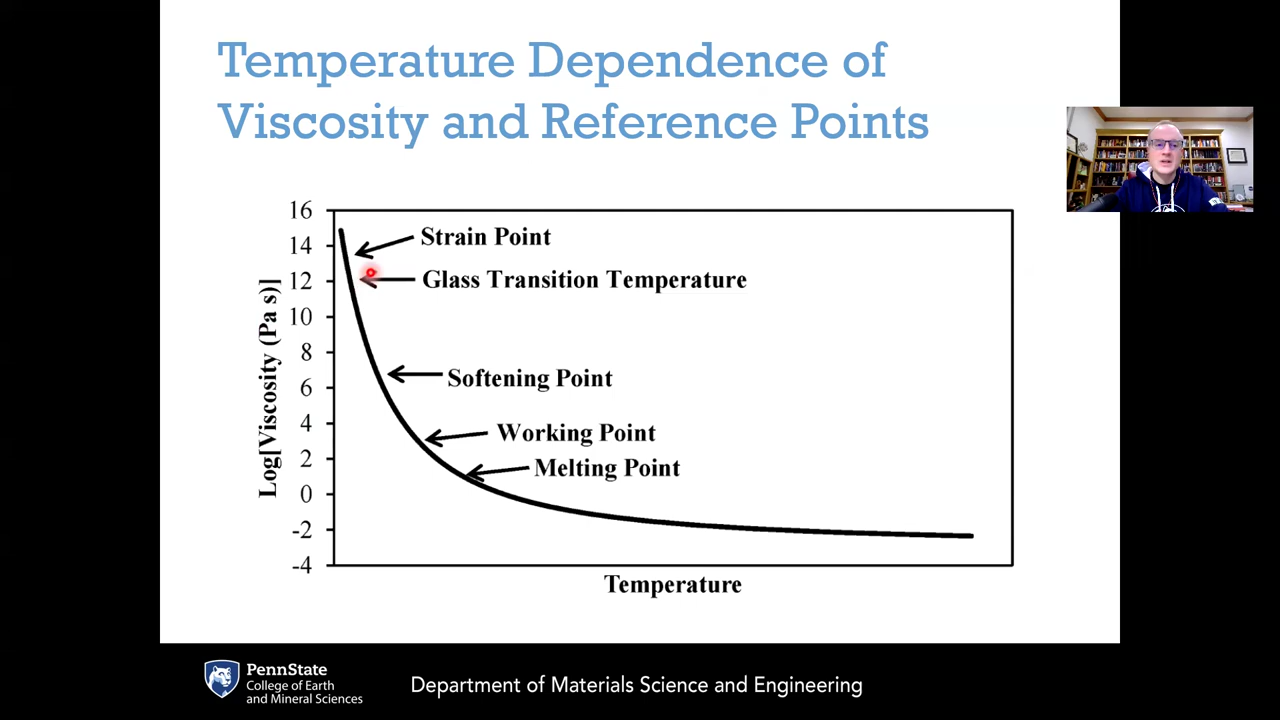 Temperature Dependence of
Viscosity and Reference Points
16
14
12
10
8
6
4
2
0
-2
-4
Log[Viscosity (Pa s)]
Strain Point
Glass Transition Temperature
Softening Point
Working Point
Melting Point
Temperature
PennState
College of Earth
and Mineral Sciences
Department of Materials Science and Engineering